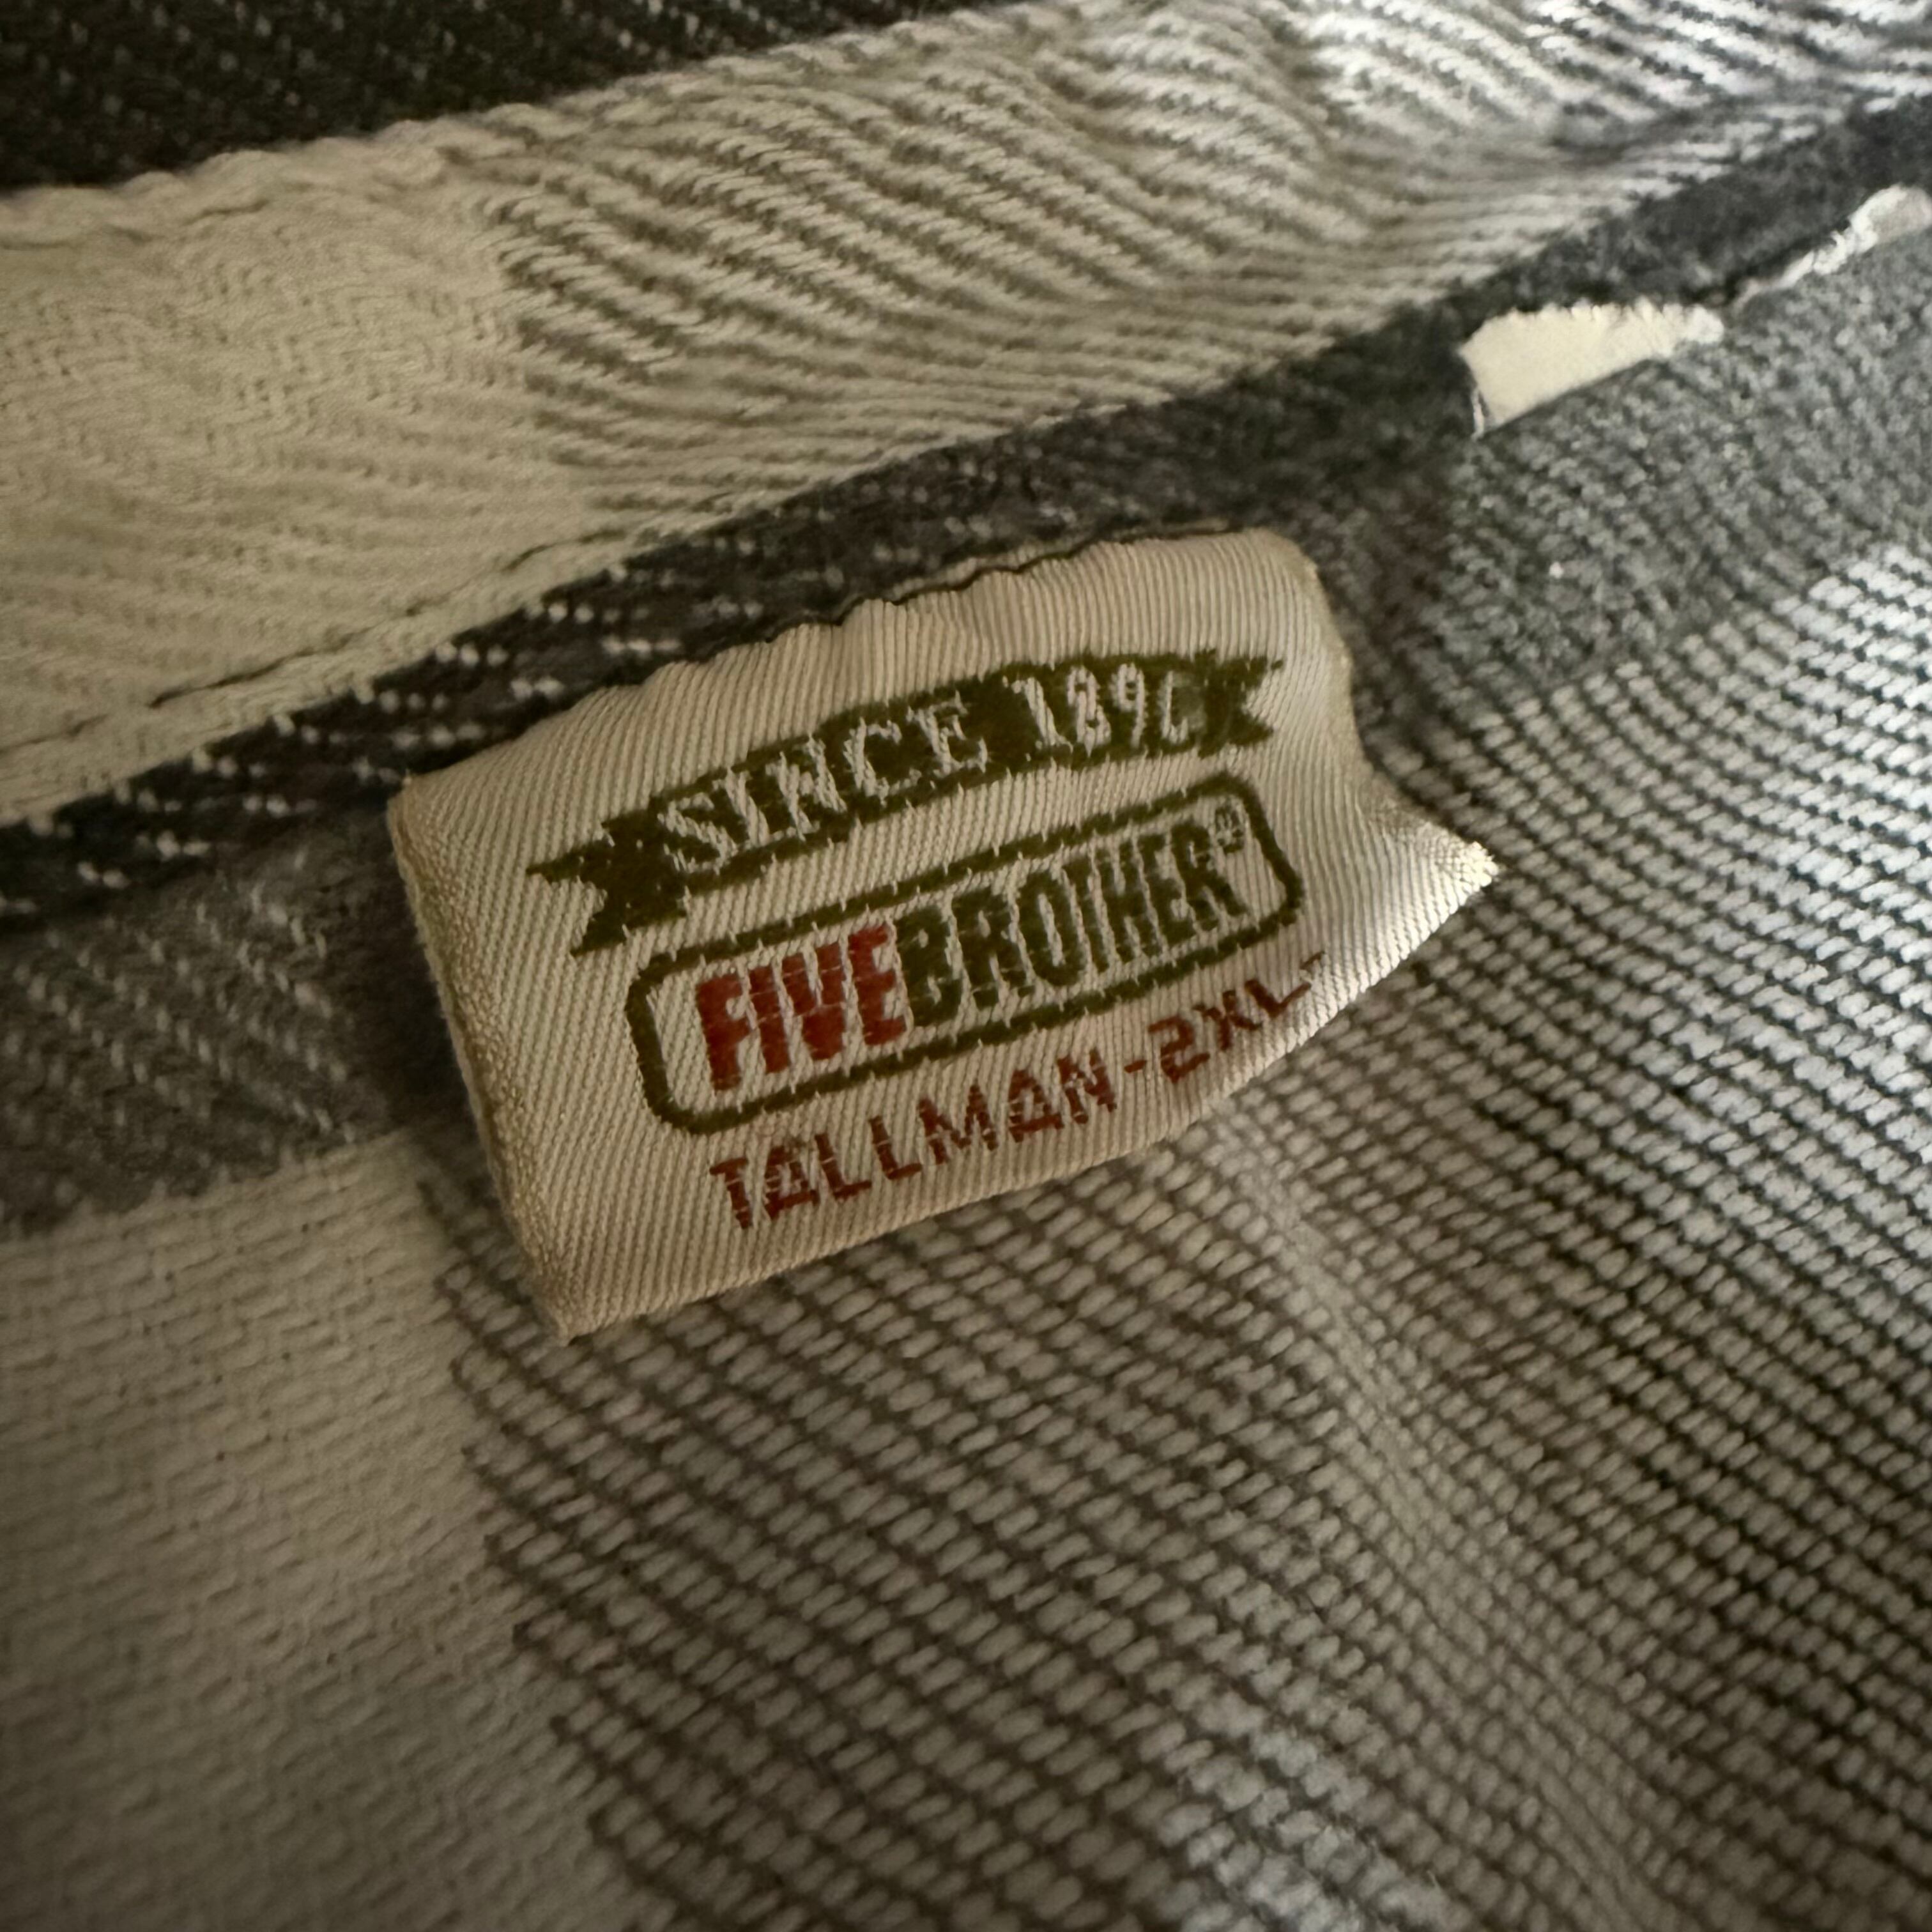 SINCE 1890
FIVEBROTHER®
TALLMAN-2XL-